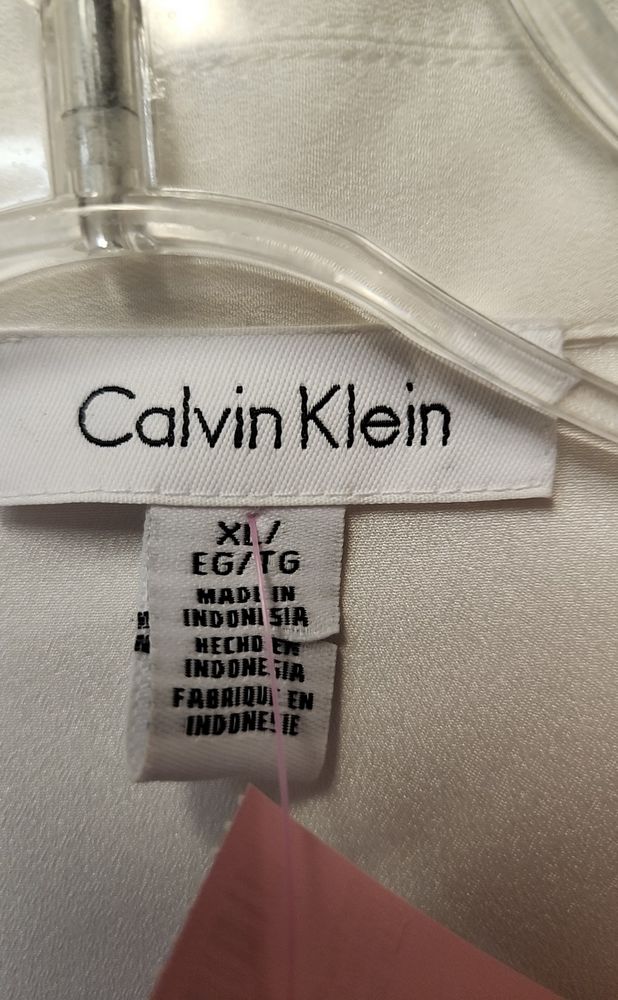 Calvin Klein
XL/
EG/TG
MADE IN
INDONESIA
HECHO EN
INDONESIA
FABRIQUE EN
INDONESIE